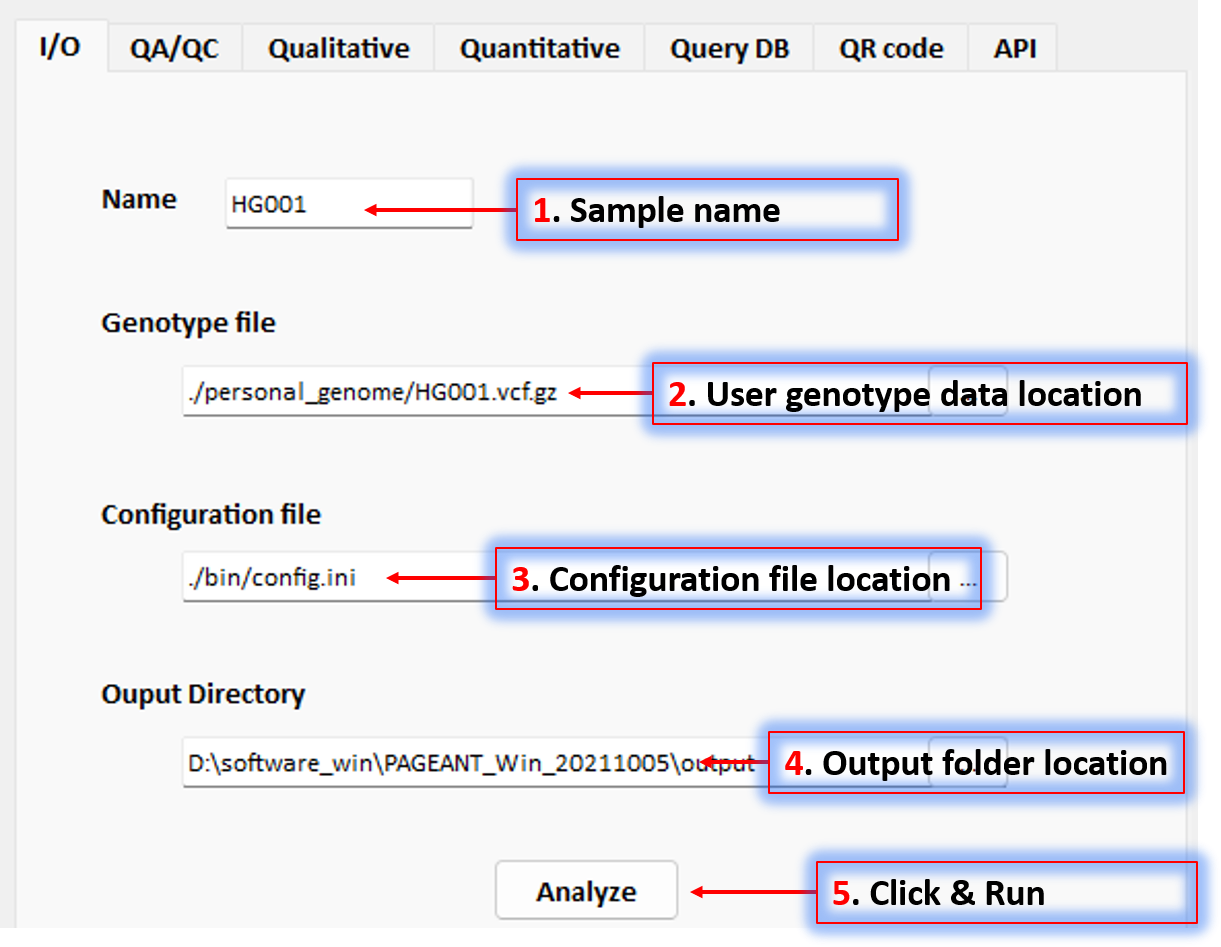 I/O QA/QC Qualitative Quantitative Query DB QR code API
Name HG001 1. Sample name
Genotype file
./personal_genome/HG001.vcf.gz 2. User genotype data location
Configuration file
./bin/config.ini 3. Configuration file location ...
Ouput Directory
D:\software_win\PAGEANT_Win_20211005\output 4. Output folder location
Analyze 5. Click & Run